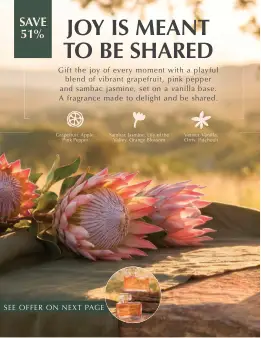 SAVE
51%
JOY IS MEANT
TO BE SHARED
Gift the joy of every moment with a playful
blend of vibrant grapefruit, pink pepper
and sambac jasmine, set on a vanilla base.
A fragrance made to delight and be shared.
Pink Pepper
SEE OFFER ON NEXT PAGE